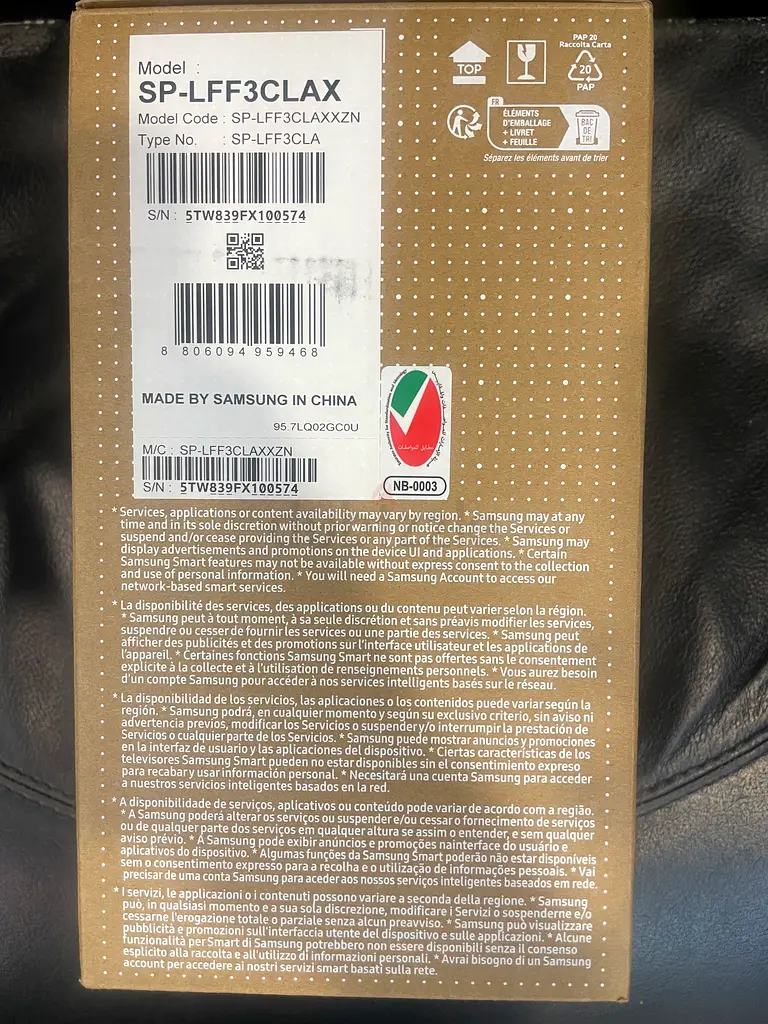 Model :
SP-LFF3CLAX
Model Code : SP-LFF3CLAXXZN
Type No. : SP-LFF3CLA
S/N : 5TW839FX100574
8 806094 959468
MADE BY SAMSUNG IN CHINA
95.7LQ02GC0U
M/C : SP-LFF3CLAXXZN
S/N : 5TW839FX100574
TOP
PAP 20
Raccolta Carta
20
PAP
FR
ÉLÉMENTS
D'EMBALLAGE
+ LIVRET
+ FEUILLE
BAC
DE
TRI
Séparez les éléments avant de trier
مطابق للمواصفات
NB-0003
* Services, applications or content availability may vary by region. * Samsung may at any
time and in its sole discretion without prior warning or notice change the Services or
suspend and/or cease providing the Services or any part of the Services. * Samsung may
display advertisements and promotions on the device UI and applications. * Certain
Samsung Smart features may not be available without express consent to the collection
and use of personal information. * You will need a Samsung Account to access our
network-based smart services.
* La disponibilité des services, des applications ou du contenu peut varier selon la région.
* Samsung peut à tout moment, à sa seule discrétion et sans préavis modifier les services,
suspendre ou cesser de fournir les services ou une partie des services. * Samsung peut
afficher des publicités et des promotions sur l'interface utilisateur et les applications de
l'appareil. * Certaines fonctions Samsung Smart ne sont pas offertes sans le consentement
explicite à la collecte et à l'utilisation de renseignements personnels. * Vous aurez besoin
d'un compte Samsung pour accéder à nos services intelligents basés sur le réseau.
* La disponibilidad de los servicios, las aplicaciones o los contenidos puede variar según la
región. * Samsung podrá, en cualquier momento y según su exclusivo criterio, sin aviso ni
advertencia previos, modificar los Servicios o suspender y/o interrumpir la prestación de
Servicios o cualquier parte de los Servicios. * Samsung puede mostrar anuncios y promociones
en la interfaz de usuario y las aplicaciones del dispositivo. * Ciertas características de los
televisores Samsung Smart pueden no estar disponibles sin el consentimiento expreso
para recabar y usar información personal. * Necesitará una cuenta Samsung para acceder
a nuestros servicios inteligentes basados en la red.
* A disponibilidade de serviços, aplicativos ou conteúdo pode variar de acordo com a região.
* A Samsung poderá alterar os serviços ou suspender e/ou cessar o fornecimento de serviços
ou de qualquer parte dos serviços em qualquer altura se assim o entender, e sem qualquer
aviso prévio. * A Samsung pode exibir anúncios e promoções nainterface do usuário e
aplicativos do dispositivo. * Algumas funções da Samsung Smart poderão não estar disponíveis
sem o consentimento expresso para a recolha e o utilização de informações pessoais. * Vai
precisar de uma conta Samsung para aceder aos nossos serviços inteligentes baseados em rede.
* I servizi, le applicazioni o i contenuti possono variare a seconda della regione. * Samsung
può, in qualsiasi momento e a sua sola discrezione, modificare i Servizi o sospenderne e/o
cessarne l'erogazione totale o parziale senza alcun preavviso. * Samsung può visualizzare
pubblicità e promozioni sull'interfaccia utente del dispositivo e sulle applicazioni. * Alcune
funzionalità per Smart di Samsung potrebbero non essere disponibili senza il consenso
esplicito alla raccolta e all'utilizzo di informazioni personali. * Avrai bisogno di un Samsung
account per accedere ai nostri servizi smart basati sulla rete.